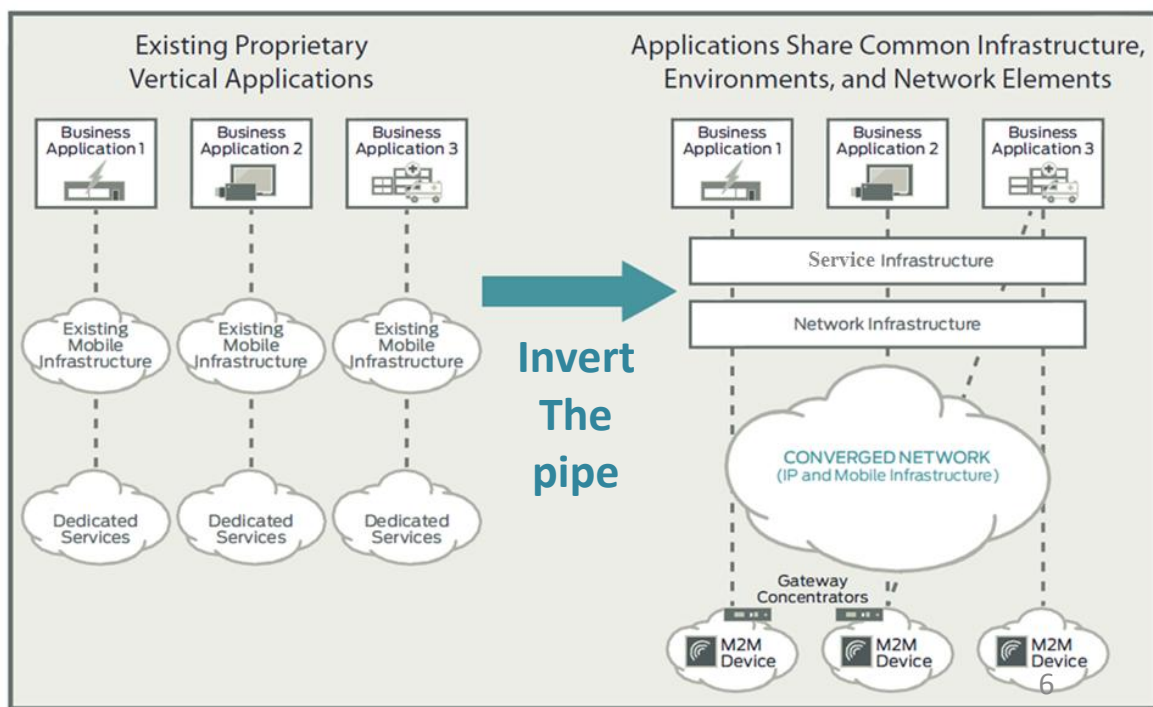 Existing Proprietary
Vertical Applications
Business
Application 1
Business
Application 2
Business
Application 3
Existing
Mobile
Infrastructure
Existing
Mobile
Infrastructure
Existing
Mobile
Infrastructure
Dedicated
Services
Dedicated
Services
Dedicated
Services
Invert
The
pipe
Applications Share Common Infrastructure,
Environments, and Network Elements
Business
Application 1
Business
Application 2
Business
Application 3
Service Infrastructure
Network Infrastructure
CONVERGED NETWORK
(IP and Mobile Infrastructure)
Gateway
Concentrators
M2M
Device
M2M
Device
M2M
Device
6